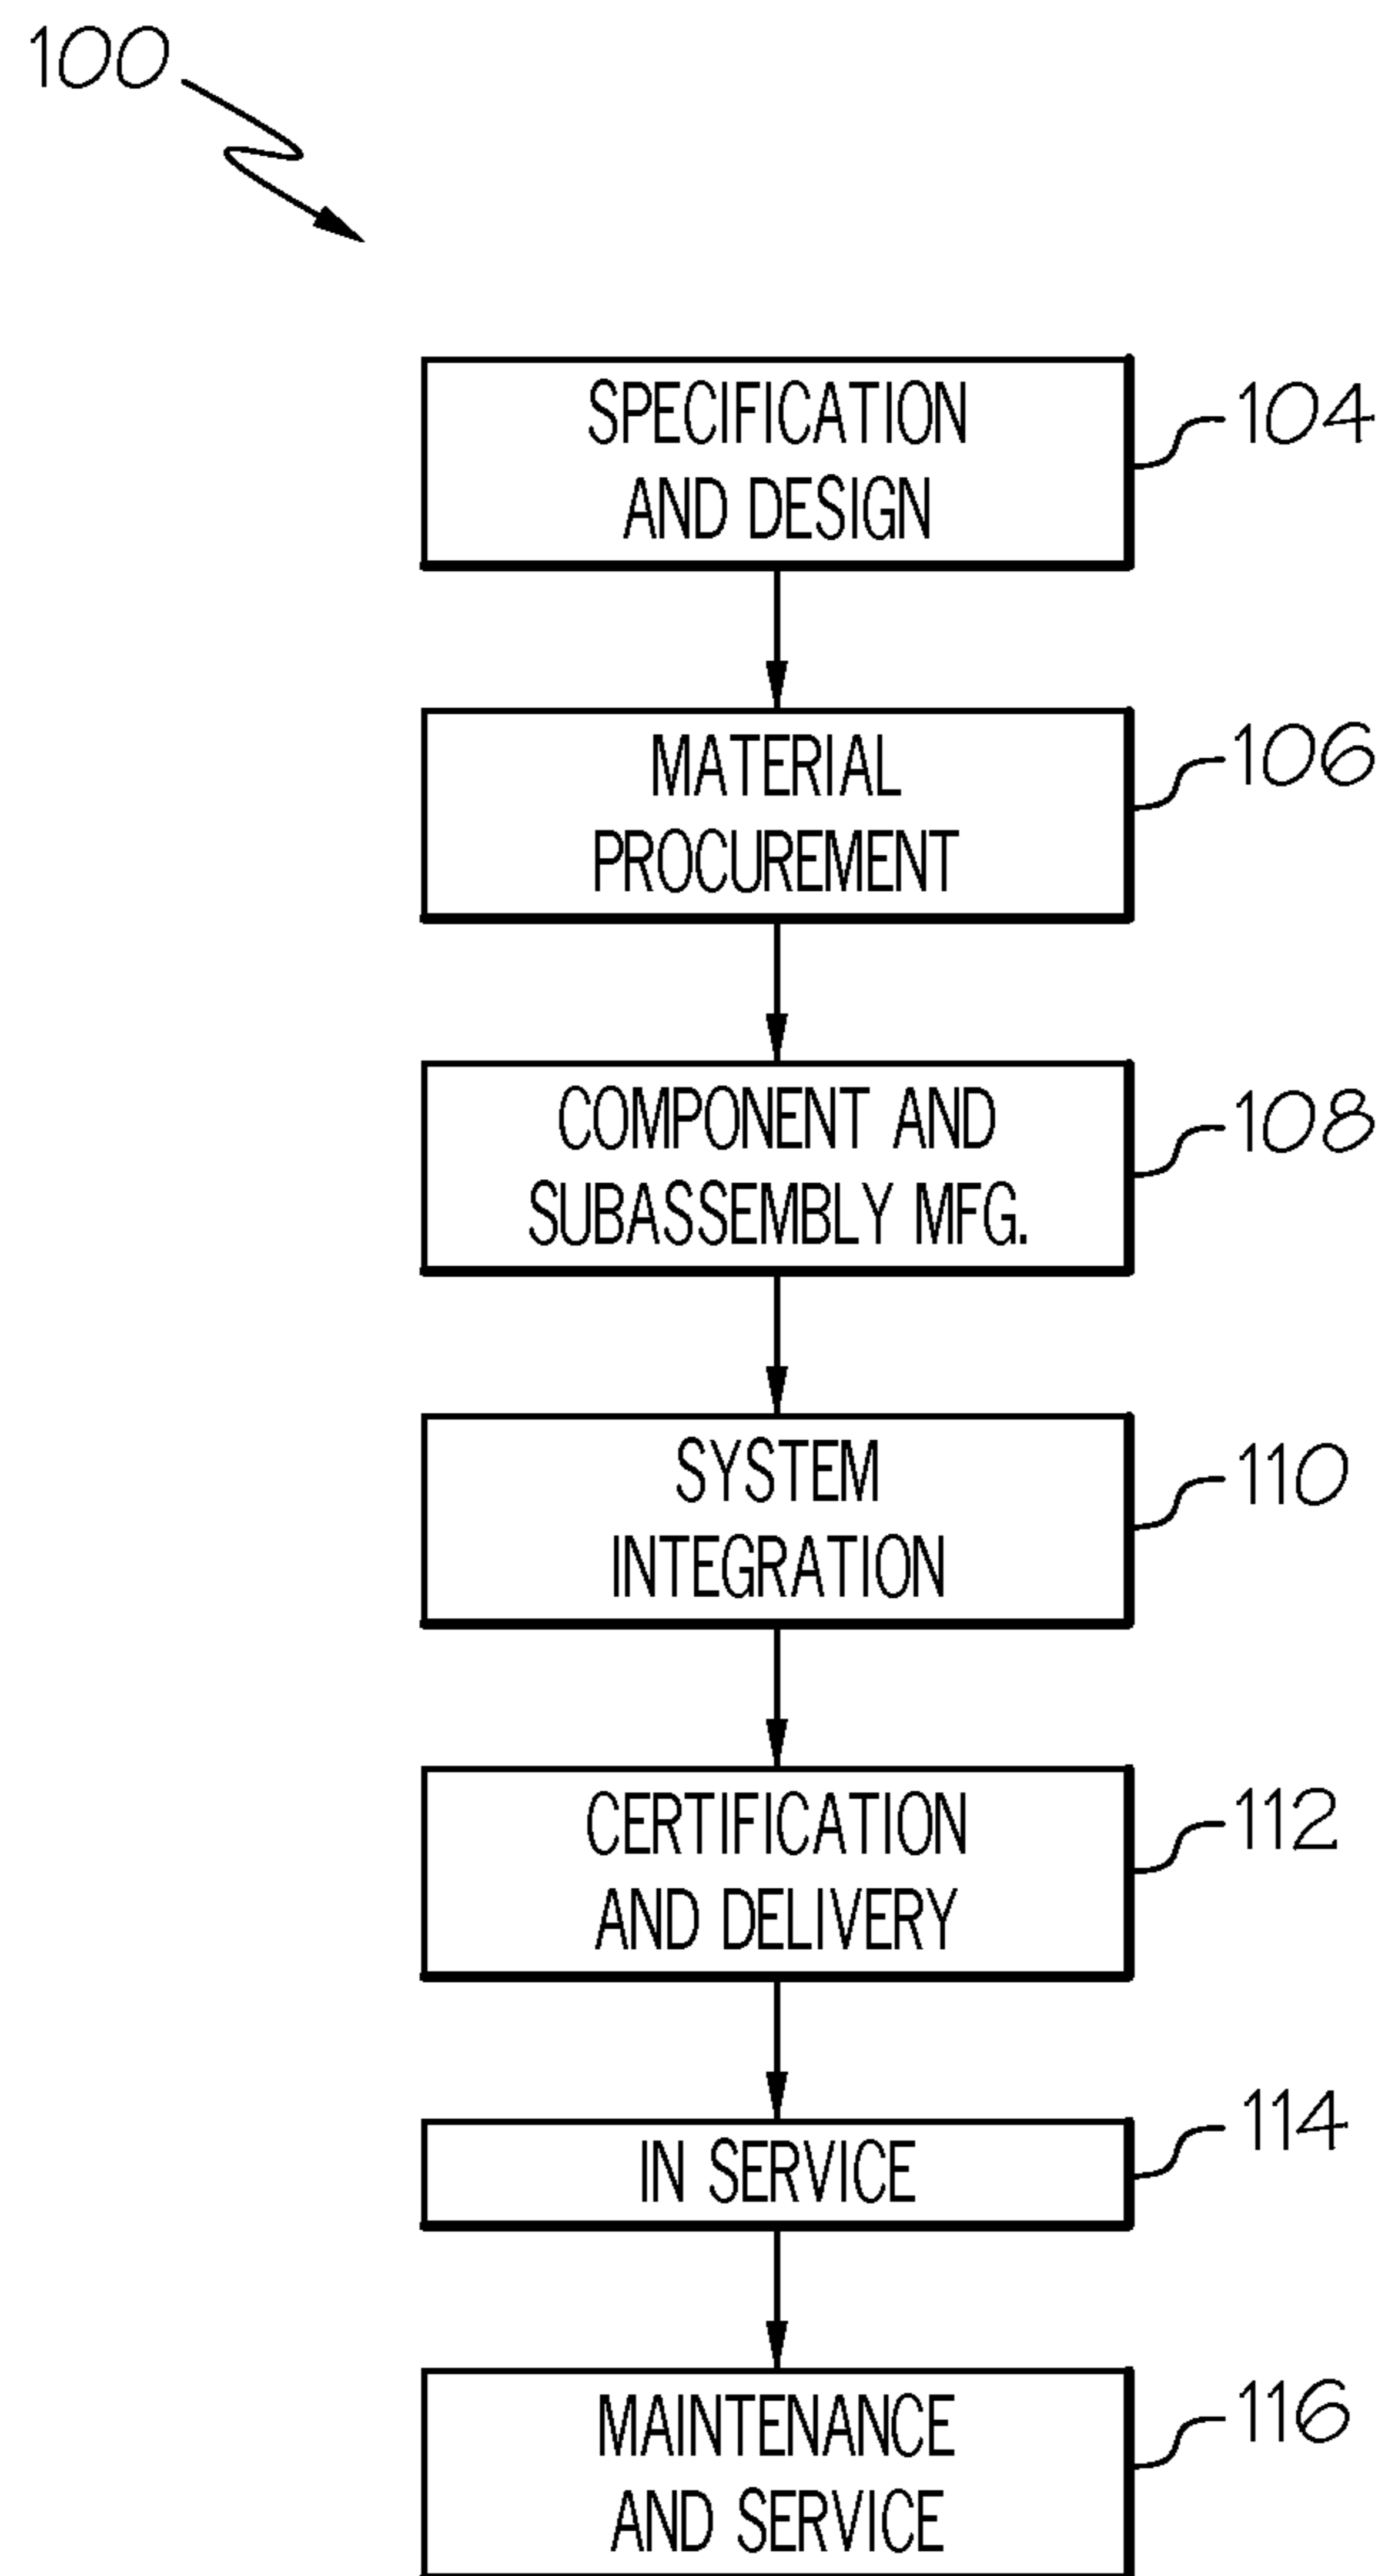 100
SPECIFICATION
AND DESIGN
104
MATERIAL
PROCUREMENT
106
COMPONENT AND
SUBASSEMBLY MFG.
108
SYSTEM
INTEGRATION
110
CERTIFICATION
AND DELIVERY
112
IN SERVICE
114
MAINTENANCE
AND SERVICE
116